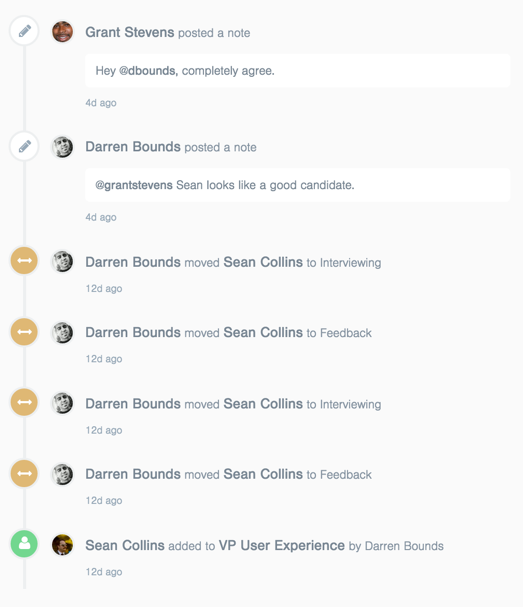 Grant Stevens posted a note
Hey @dbounds, completely agree.
4d ago
Darren Bounds posted a note
@grantstevens Sean looks like a good candidate.
4d ago
Darren Bounds moved Sean Collins to Interviewing
12d ago
Darren Bounds moved Sean Collins to Feedback
12d ago
Darren Bounds moved Sean Collins to Interviewing
12d ago
Darren Bounds moved Sean Collins to Feedback
12d ago
Sean Collins added to VP User Experience by Darren Bounds
12d ago